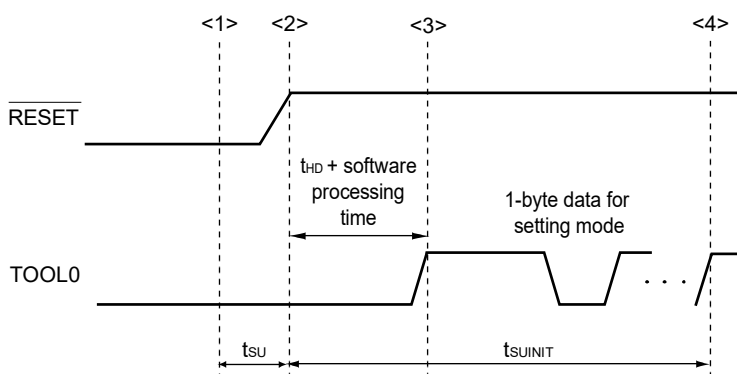 <1> <2> <3> <4>
RESET
tHD + software
processing
time
1-byte data for
setting mode
TOOL0
. . .
tSU
tSUINIT